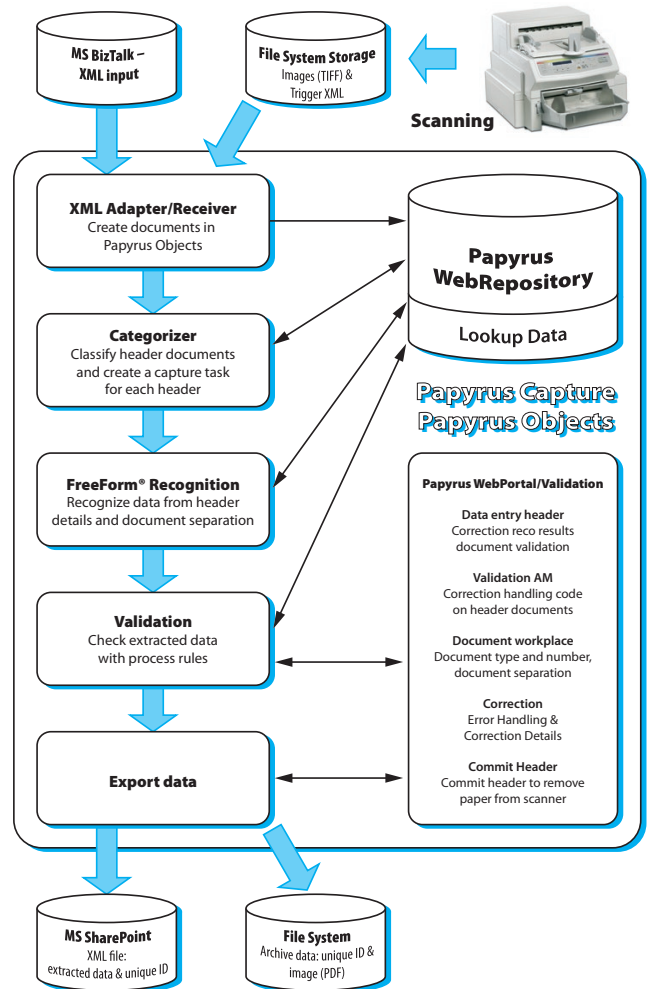 MS BizTalk –
XML input
File System Storage
Images (TIFF) &
Trigger XML
Scanning
XML Adapter/Receiver
Create documents in
Papyrus Objects
Papyrus
WebRepository
Lookup Data
Categorizer
Classify header documents
and create a capture task
for each header
Papyrus Capture
Papyrus Objects
FreeForm® Recognition
Recognize data from header
details and document separation
Papyrus WebPortal/Validation
Data entry header
Correction reco results
document validation
Validation AM
Correction handling code
on header documents
Document workplace
Document type and number,
document separation
Correction
Error Handling &
Correction Details
Commit Header
Commit header to remove
paper from scanner
Validation
Check extracted data
with process rules
Export data
MS SharePoint
XML file:
extracted data & unique ID
File System
Archive data: unique ID &
image (PDF)